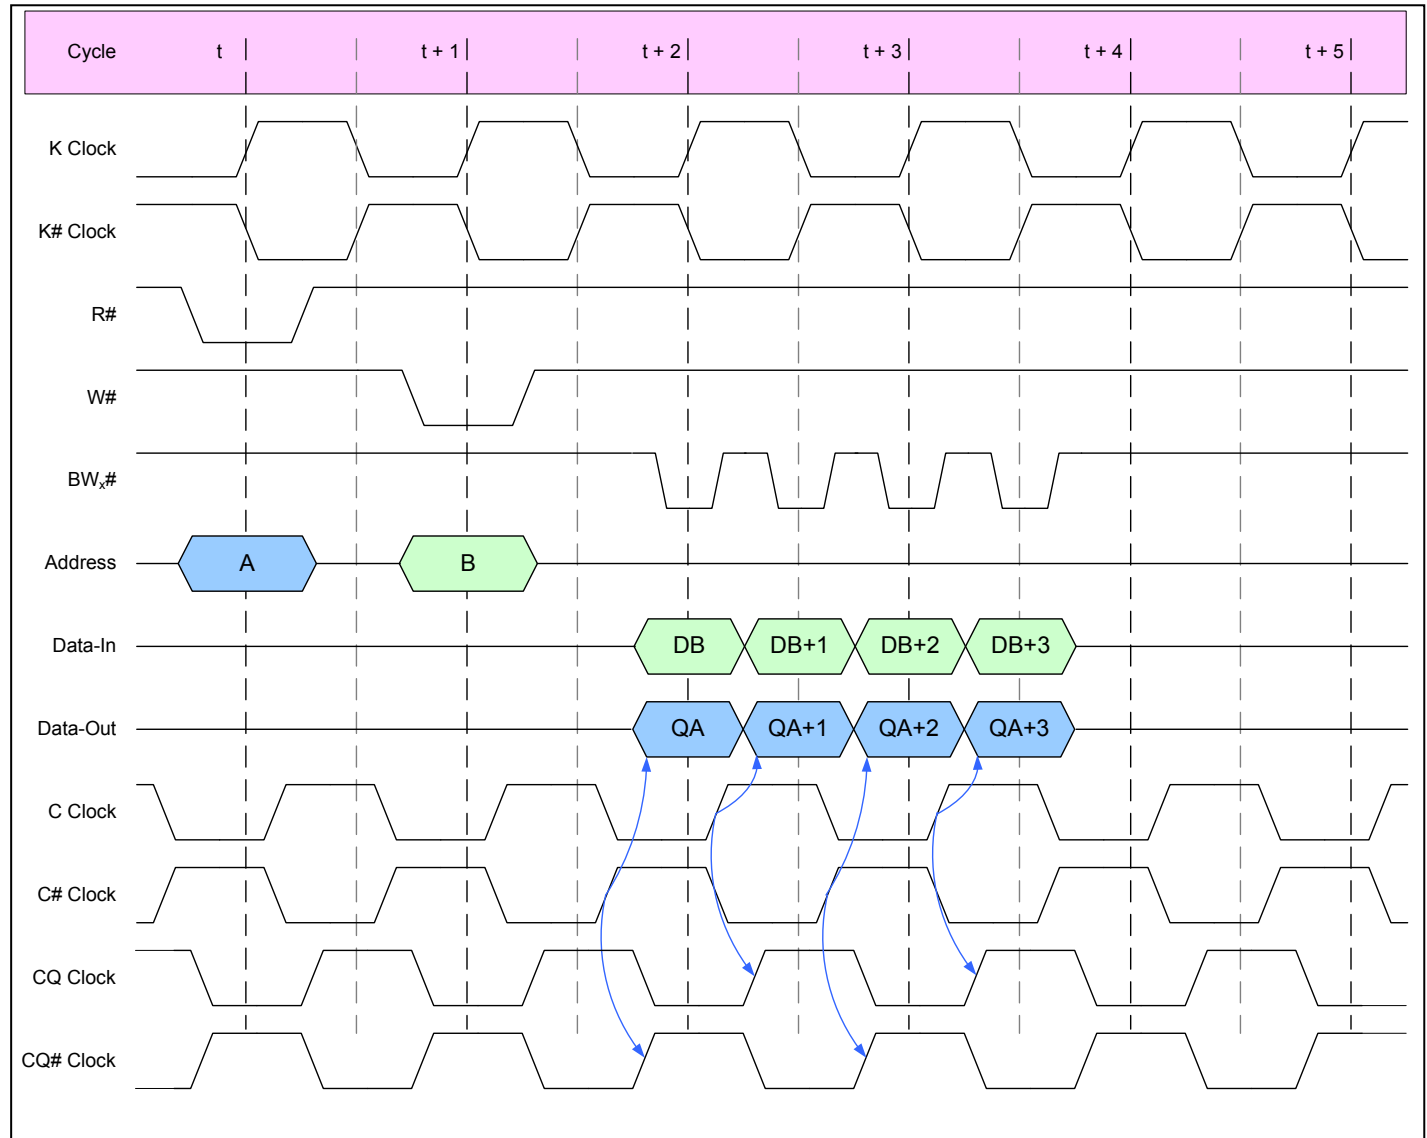 Cycle t t + 1 t + 2 t + 3 t + 4 t + 5
K Clock
K# Clock
R#
W#
BWx#
Address A B
Data-In DB DB+1 DB+2 DB+3
Data-Out QA QA+1 QA+2 QA+3
C Clock
C# Clock
CQ Clock
CQ# Clock